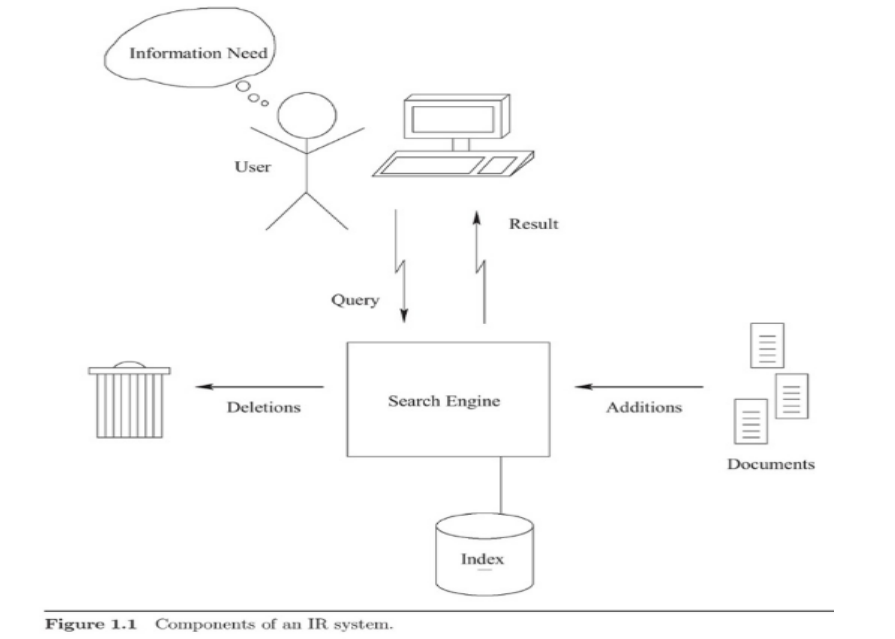 Information Need
User
Result
Query
Deletions
Search Engine
Additions
Documents
Index
Figure 1.1 Components of an IR system.